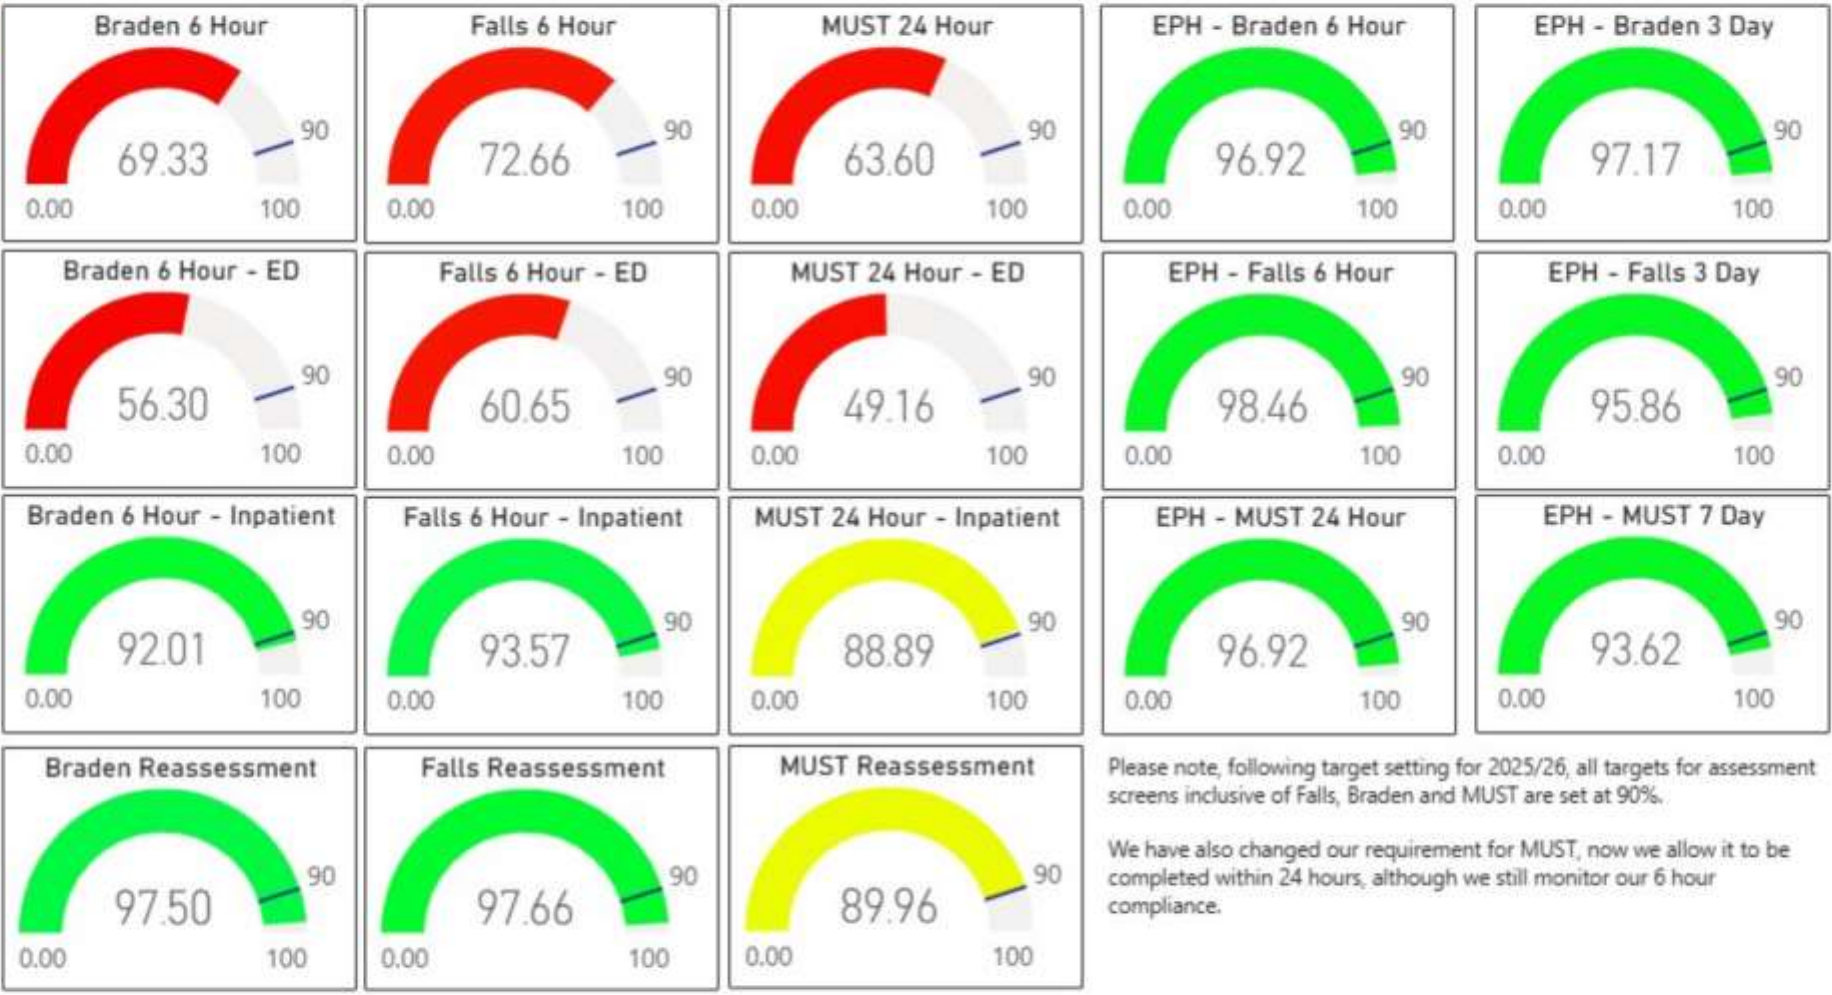 Braden 6 Hour
90
69.33
0.00 100
Falls 6 Hour
90
72.66
0.00 100
MUST 24 Hour
90
63.60
0.00 100
EPH - Braden 6 Hour
90
96.92
0.00 100
EPH - Braden 3 Day
90
97.17
0.00 100
Braden 6 Hour - ED
90
56.30
0.00 100
Falls 6 Hour - ED
90
60.65
0.00 100
MUST 24 Hour - ED
90
49.16
0.00 100
EPH - Falls 6 Hour
90
98.46
0.00 100
EPH - Falls 3 Day
90
95.86
0.00 100
Braden 6 Hour - Inpatient
90
92.01
0.00 100
Falls 6 Hour - Inpatient
90
93.57
0.00 100
MUST 24 Hour - Inpatient
90
88.89
0.00 100
EPH - MUST 24 Hour
90
96.92
0.00 100
EPH - MUST 7 Day
90
93.62
0.00 100
Braden Reassessment
90
97.50
0.00 100
Falls Reassessment
90
97.66
0.00 100
MUST Reassessment
90
89.96
0.00 100
Please note, following target setting for 2025/26, all targets for assessment
screens inclusive of Falls, Braden and MUST are set at 90%.
We have also changed our requirement for MUST, now we allow it to be
completed within 24 hours, although we still monitor our 6 hour
compliance.